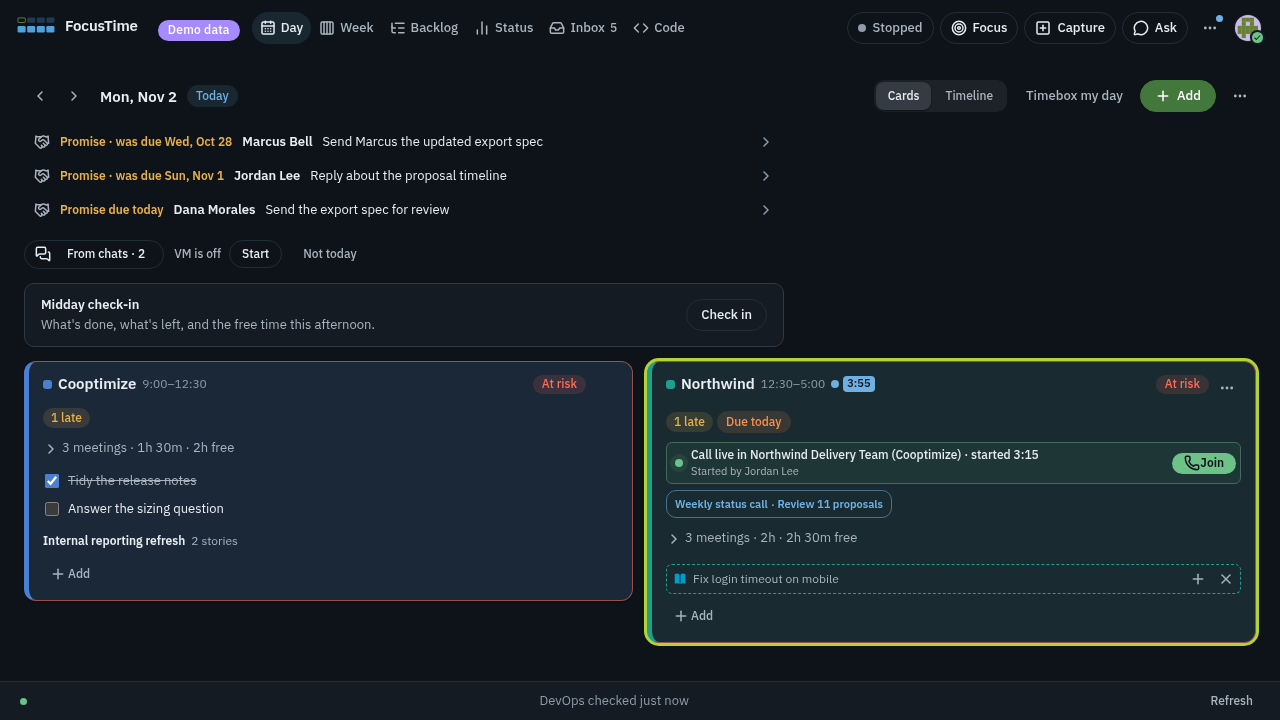 FocusTime
Demo data
Day
Week
Backlog
Status
Inbox 5
Code
Stopped
Focus
Capture
Ask
Mon, Nov 2
Today
Cards
Timeline
Timebox my day
Add
Promise · was due Wed, Oct 28 Marcus Bell Send Marcus the updated export spec
Promise · was due Sun, Nov 1 Jordan Lee Reply about the proposal timeline
Promise due today Dana Morales Send the export spec for review
From chats · 2
VM is off
Start
Not today
Midday check-in
What's done, what's left, and the free time this afternoon.
Check in
Cooptimize 9:00–12:30
At risk
1 late
3 meetings · 1h 30m · 2h free
Tidy the release notes
Answer the sizing question
Internal reporting refresh 2 stories
Add
Northwind 12:30–5:00 3:55
At risk
1 late
Due today
Call live in Northwind Delivery Team (Cooptimize) · started 3:15
Started by Jordan Lee
Join
Weekly status call · Review 11 proposals
3 meetings · 2h · 2h 30m free
Fix login timeout on mobile
Add
DevOps checked just now
Refresh